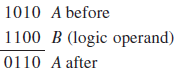 1010 A before
1100 B (logic operand)
0110 A after